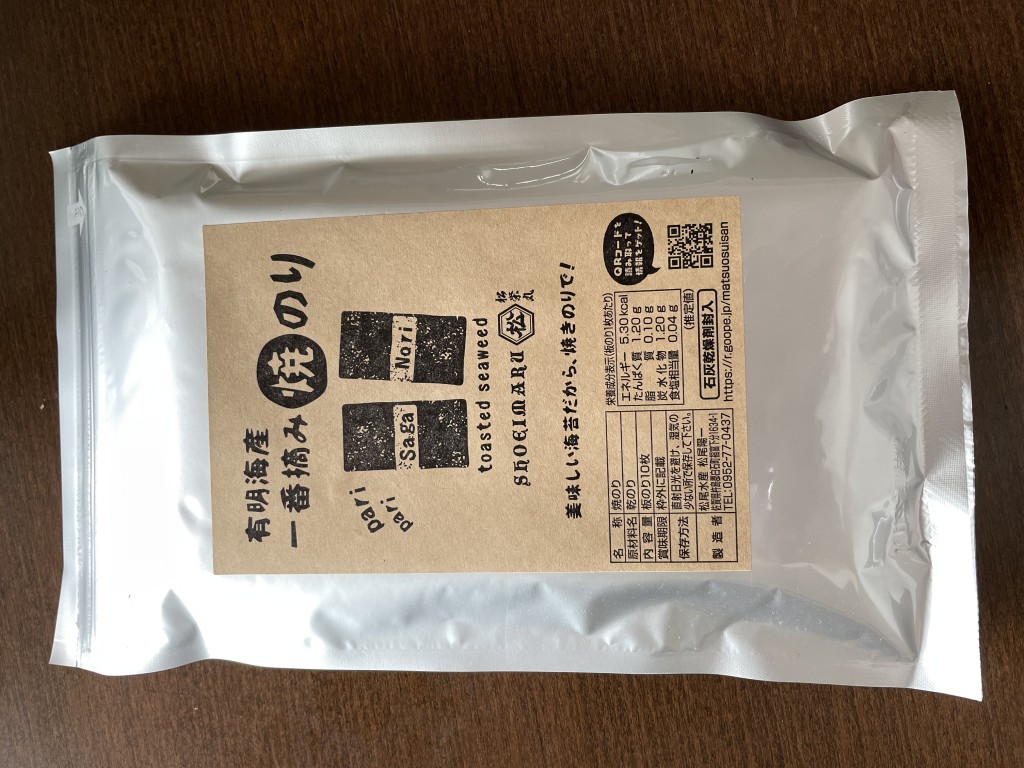 有明海産
一番摘み焼のり
pari
pari
Saga
Nori
toasted seaweed
SHOEIMARU
松
松栄丸
美味しい海苔だから、焼きのりで！
名称 焼のり
原材料名 乾のり
内容量 板のり10枚
賞味期限 枠外に記載
保存方法 直射日光を避け、湿気の
少ない所で保存して下さい。
製造者 松尾水産 松尾陽一
TEL0952-77-0437
栄養成分表示(板のり1枚あたり)
エネルギー 5.30kcal
たんぱく質 1.20g
脂質 0.10g
炭水化物 1.20g
食塩相当量 0.04g
(推定値)
石灰乾燥剤封入
QRコードを
読み取って
情報をゲット！
https://r.goope.jp/matsuosuisan